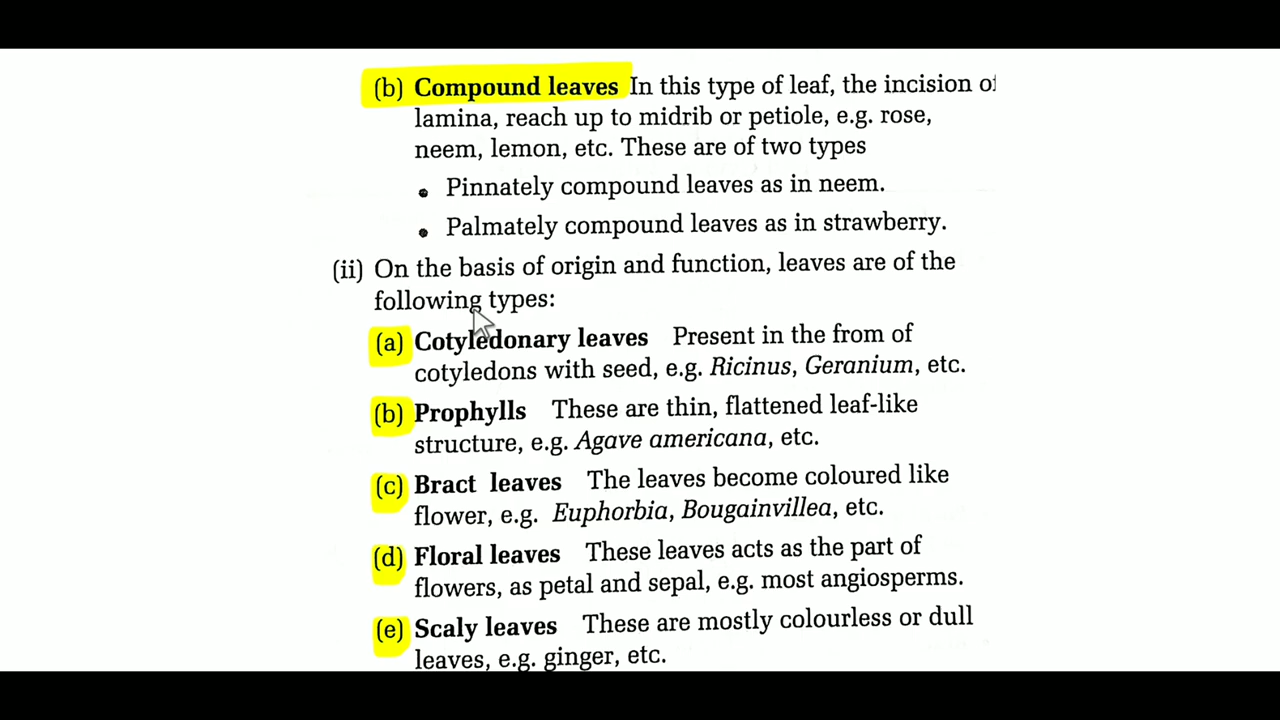 (b) Compound leaves In this type of leaf, the incision of
lamina, reach up to midrib or petiole, e.g. rose,
neem, lemon, etc. These are of two types
• Pinnately compound leaves as in neem.
• Palmately compound leaves as in strawberry.
(ii) On the basis of origin and function, leaves are of the
following types:
(a) Cotyledonary leaves Present in the from of
cotyledons with seed, e.g. Ricinus, Geranium, etc.
(b) Prophylls These are thin, flattened leaf-like
structure, e.g. Agave americana, etc.
(c) Bract leaves The leaves become coloured like
flower, e.g. Euphorbia, Bougainvillea, etc.
(d) Floral leaves These leaves acts as the part of
flowers, as petal and sepal, e.g. most angiosperms.
(e) Scaly leaves These are mostly colourless or dull
leaves, e.g. ginger, etc.